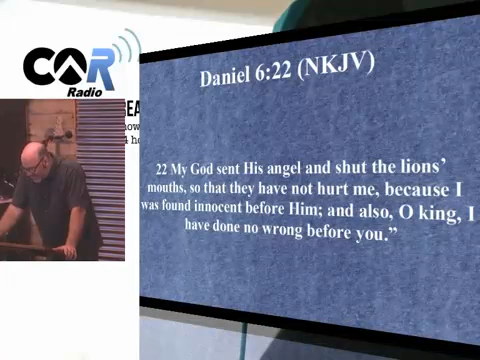 COR
Radio
Daniel 6:22 (NKJV)
22 My God sent His angel and shut the lions’
mouths, so that they have not hurt me, because I
was found innocent before Him; and also, O king, I
have done no wrong before you.”